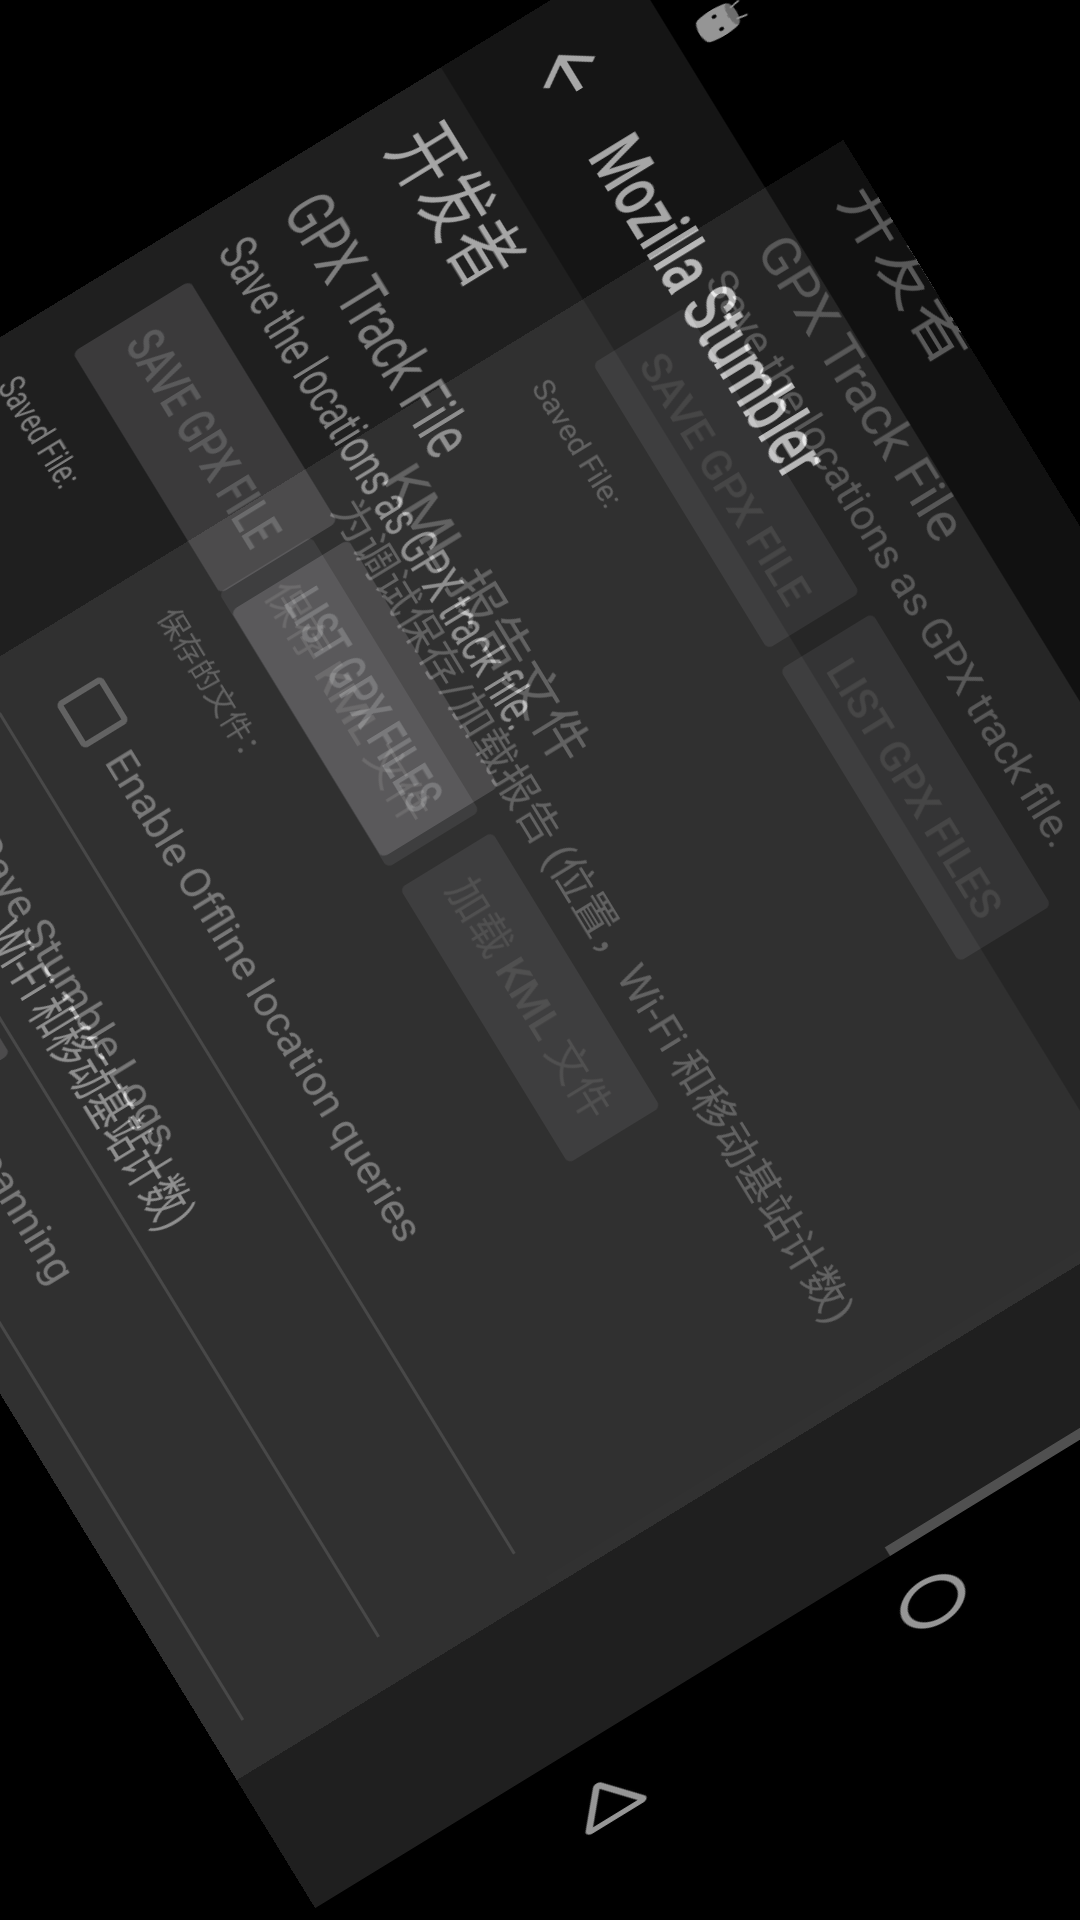 Mozilla Stumbler
开发者
GPX Track File
Save the locations as GPX track file.
SAVE GPX FILE
LIST GPX FILES
Saved File:
开发者
GPX Track File
Save the locations as GPX track file.
SAVE GPX FILE
LIST GPX FILES
Saved File:
KML 报告文件
为调试保存/加载报告 (位置，Wi-Fi 和移动基站计数)
保存 KML 文件
加载 KML 文件
保存的文件：
Enable Offline location queries
Stumble Logs
Wi-Fi 和移动基站计数)